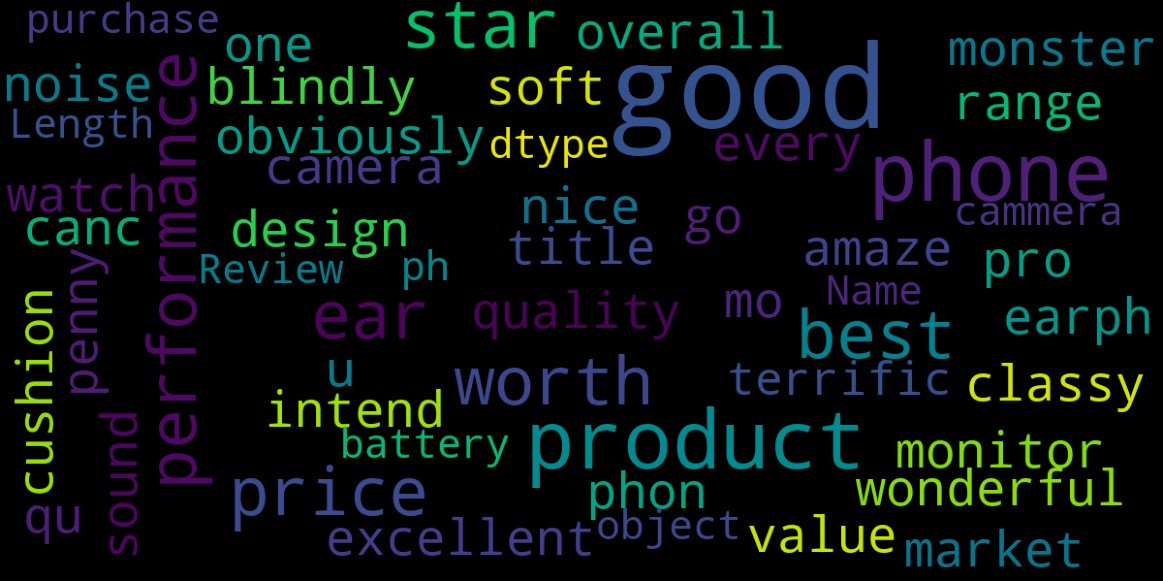 purchase
star
overall
one
good
monster
noise
blindly
soft
range
Length
performance
obviously
dtype
every
phone
camera
watch
nice
go
cammera
canc
design
title
amaze
pro
Review
ph
penny
ear
quality
mo
Name
earph
cushion
best
u
worth
terrific
classy
intend
battery
product
monitor
sound
price
phon
wonderful
qu
excellent
object
value
market